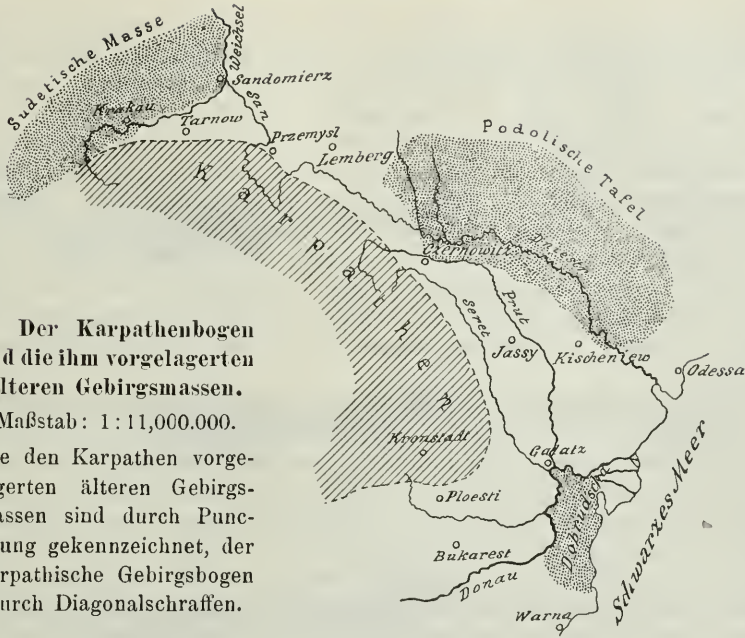 Sudetische Masse
Weichsel
Sandomierz
Krakau
San
Tarnow
Przemysl
Lemberg
Podolische Tafel
Karpathen
Czernowitz
Dniestr
Der Karpathenbogen
d die ihm vorgelagerten
lteren Gebirgsmassen.
Maßstab: 1:11,000.000.
e den Karpathen vorge-
gerten älteren Gebirgs-
assen sind durch Punc-
ung gekennzeichnet, der
rpathische Gebirgsbogen
urch Diagonalschraffen.
Seret
Pruth
Jassy
Kischenew
Odessa
Kronstadt
Galatz
Ploesti
Dobrudscha
Schwarzes Meer
Bukarest
Donau
Warna